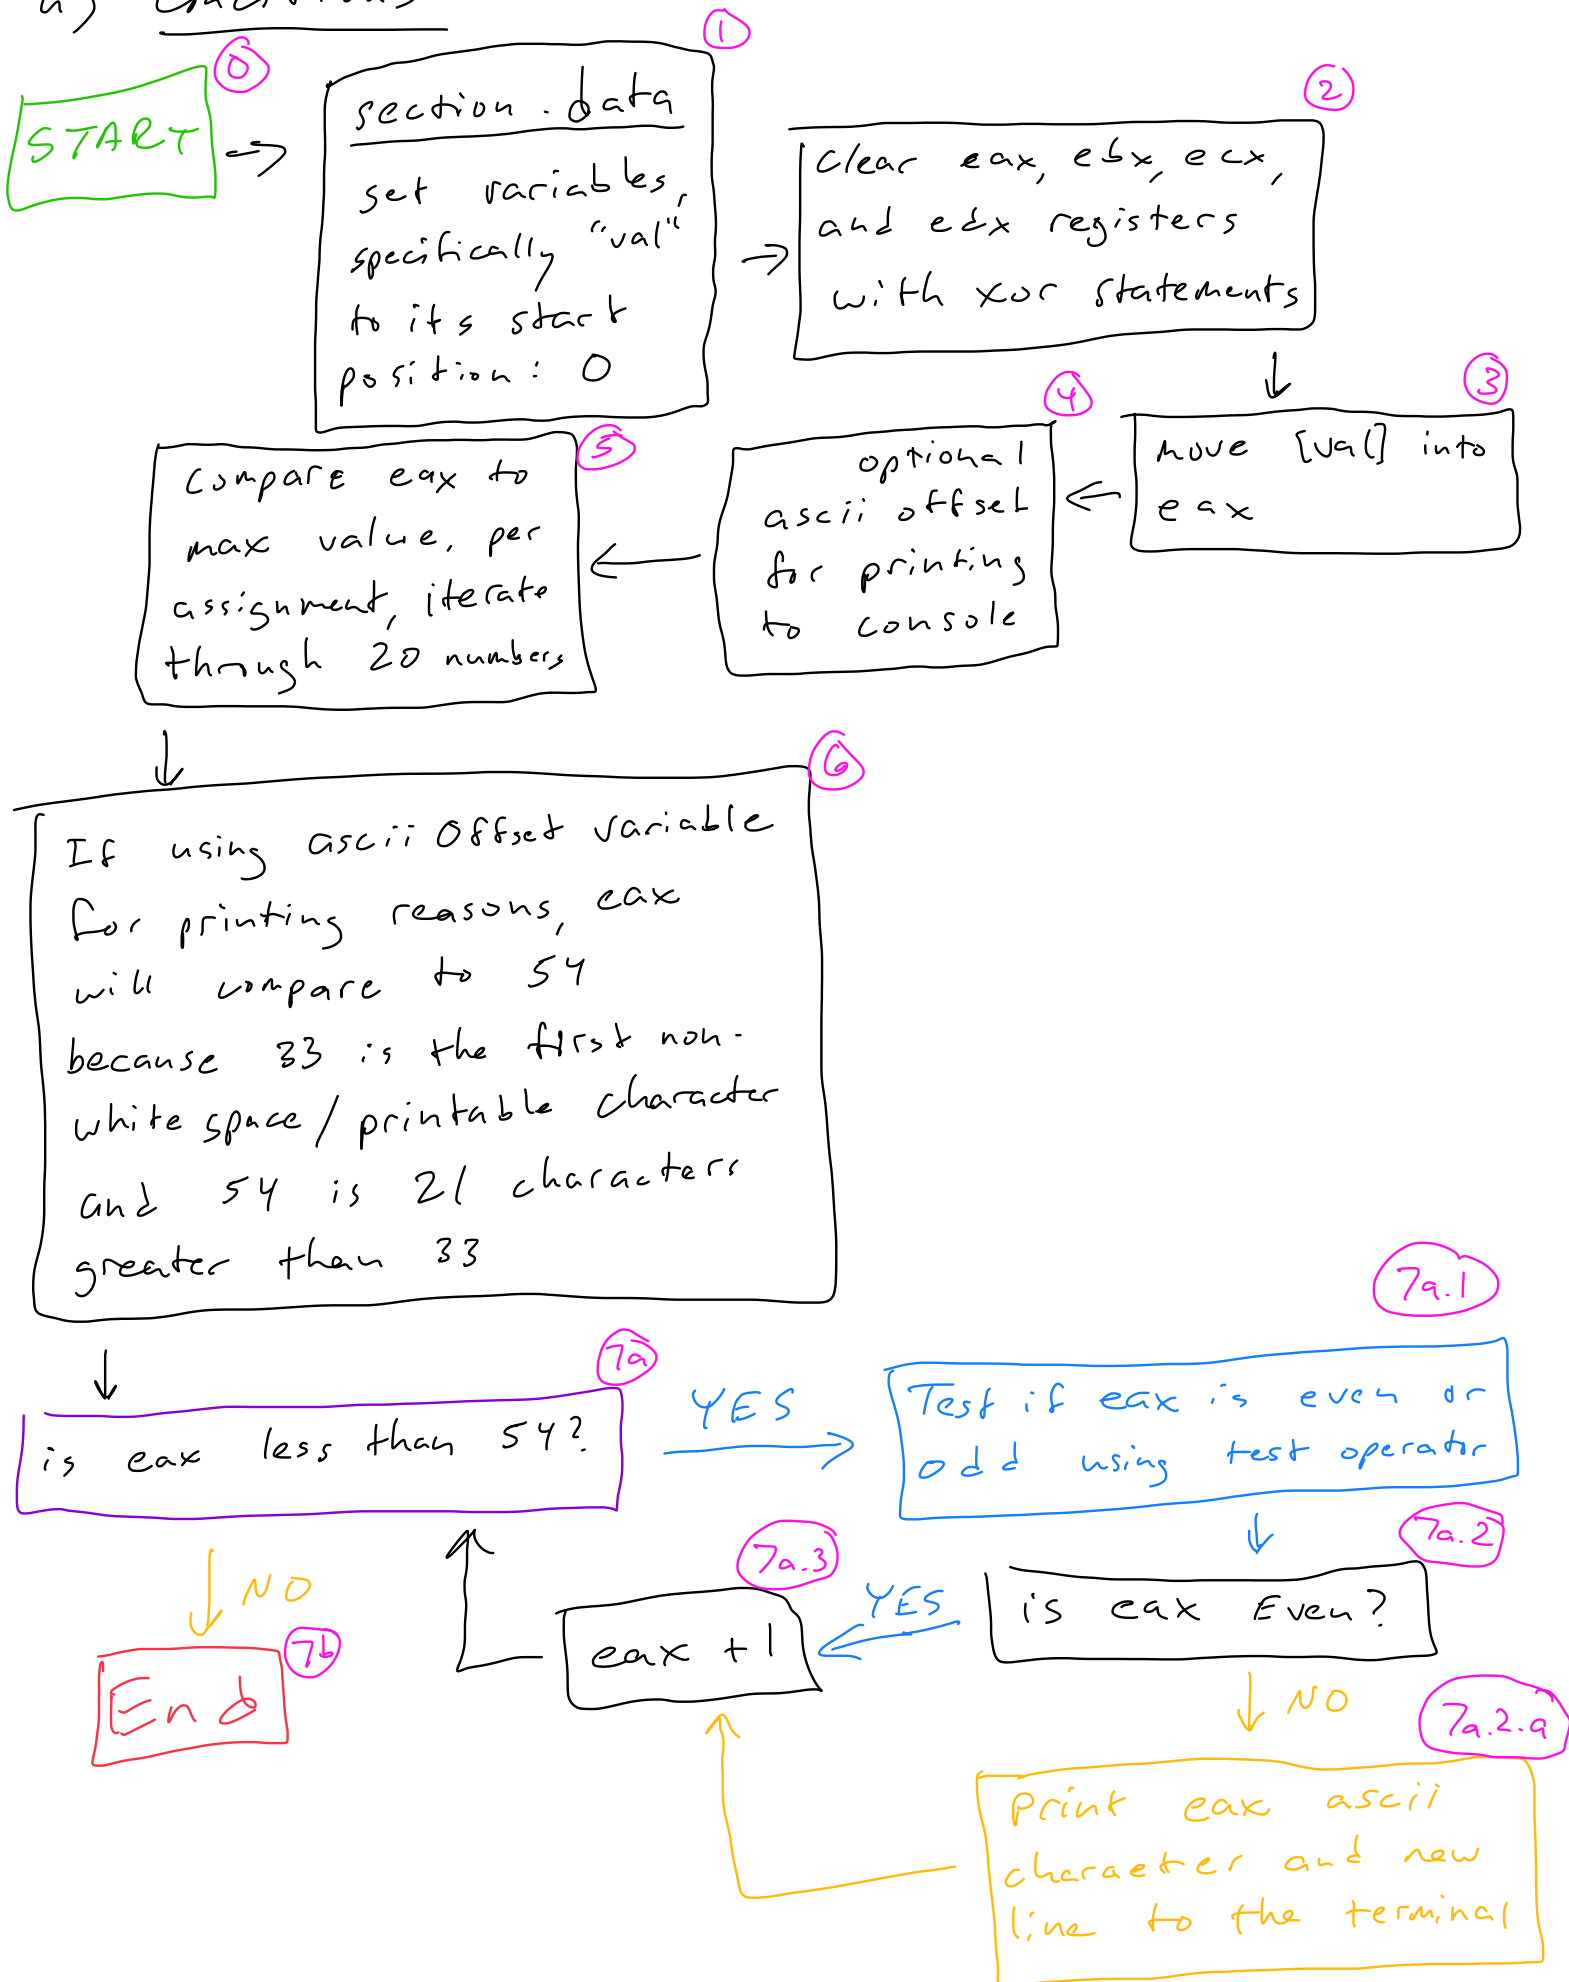 0
START
1
section .data
set variables,
specifically "val"
to its start
position: 0
2
Clear eax, ebx, ecx,
and edx registers
with xor statements
3
move [val] into
eax
4
optional
ascii offset
for printing
to console
5
Compare eax to
max value, per
assignment, iterate
through 20 numbers
6
If using ascii Offset variable
for printing reasons, eax
will compare to 54
because 33 is the first non-
white space/printable character
and 54 is 21 characters
greater than 33
7a
is eax less than 54?
YES
7a.1
Test if eax is even or
odd using test operator
7a.2
is eax Even?
YES
7a.3
eax +1
NO
7b
End
NO
7a.2.a
Print eax ascii
character and new
line to the terminal